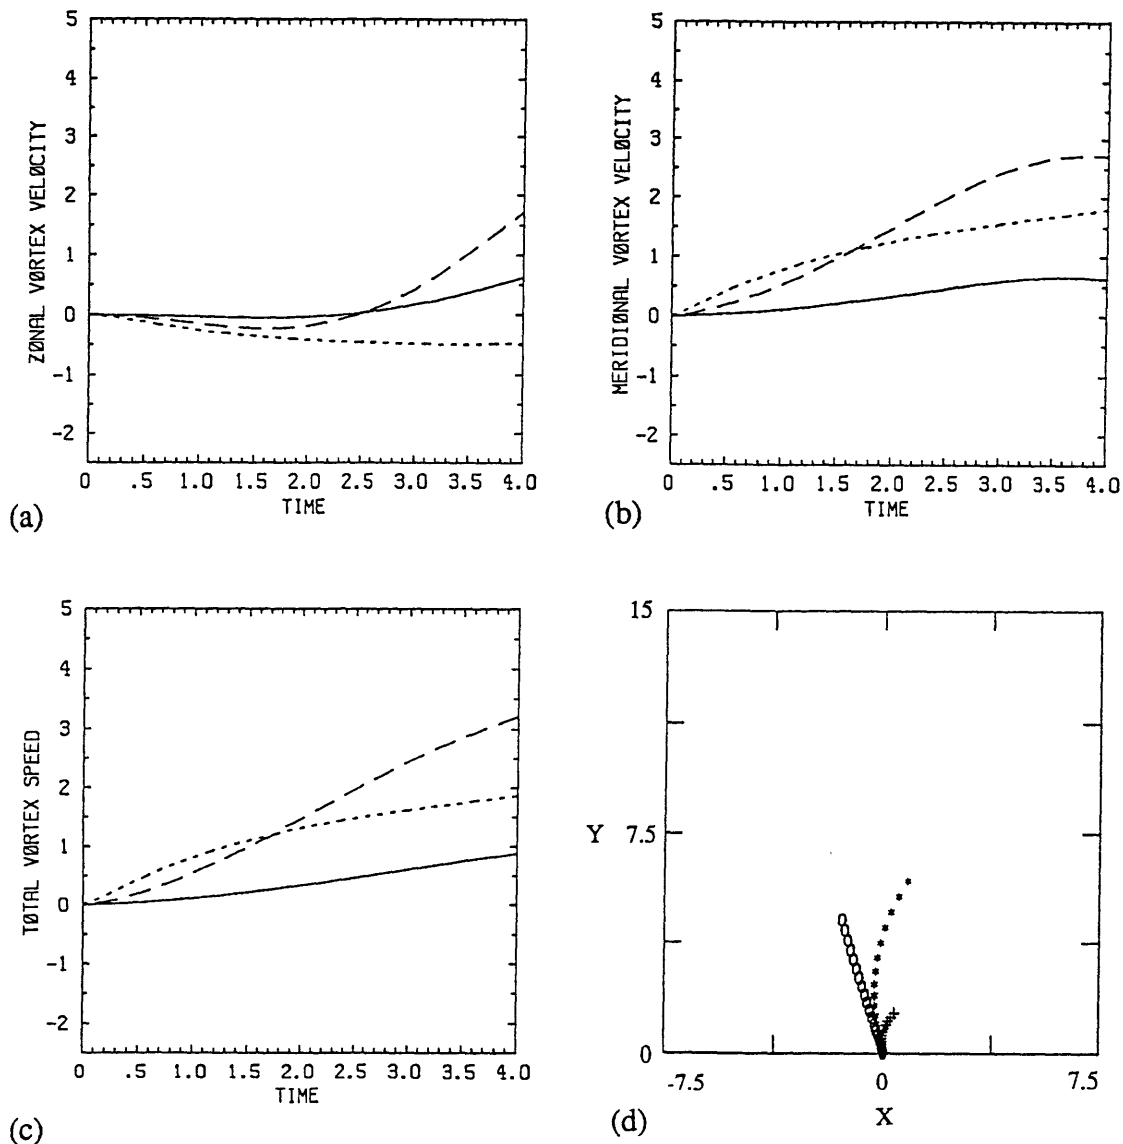 5
4
3
2
1
0
-1
-2
ZØNAL VØRTEX VELØCITY
0 .5 1.0 1.5 2.0 2.5 3.0 3.5 4.0
TIME
(a)
5
4
3
2
1
0
-1
-2
MERIDIØNAL VØRTEX VELØCITY
0 .5 1.0 1.5 2.0 2.5 3.0 3.5 4.0
TIME
(b)
5
4
3
2
1
0
-1
-2
TØTAL VØRTEX SPEED
0 .5 1.0 1.5 2.0 2.5 3.0 3.5 4.0
TIME
(c)
15
Y 7.5
0
-7.5 0 7.5
X
(d)